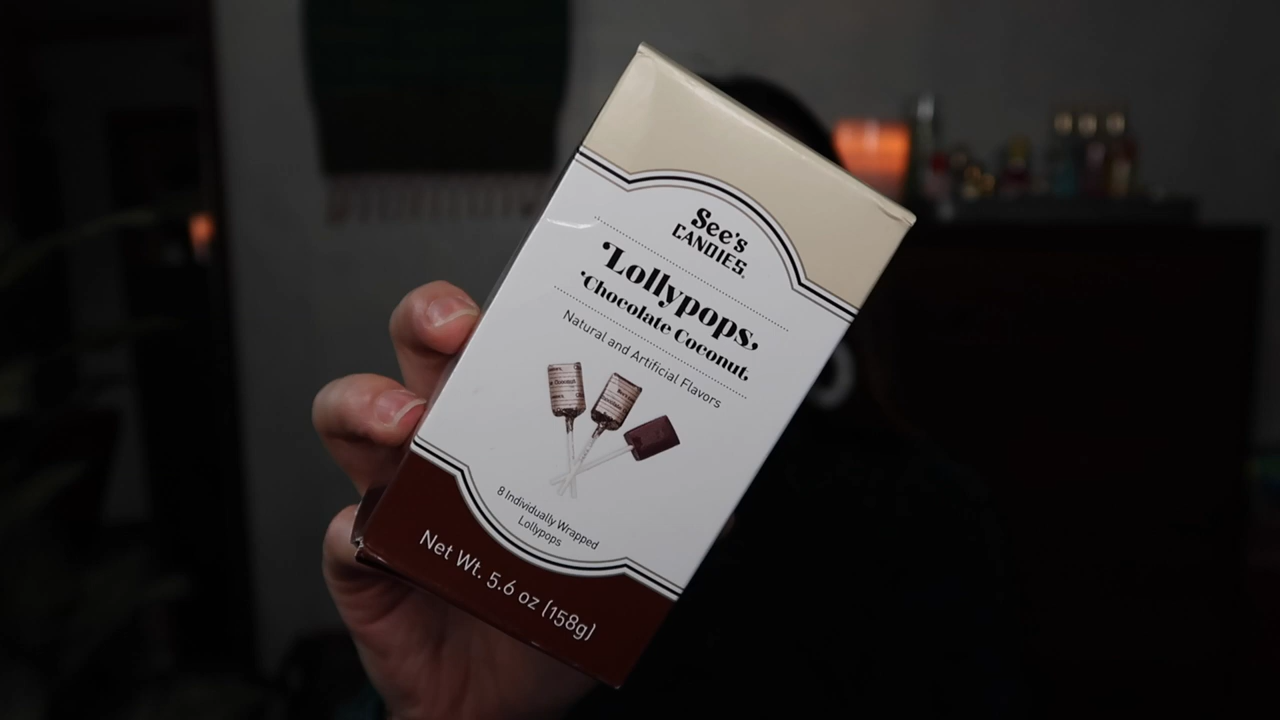 See's
CANDIES®
Lollypops,
Chocolate Coconut
Natural and Artificial Flavors
8 Individually Wrapped
Lollypops
Net Wt. 5.6 oz (158g)